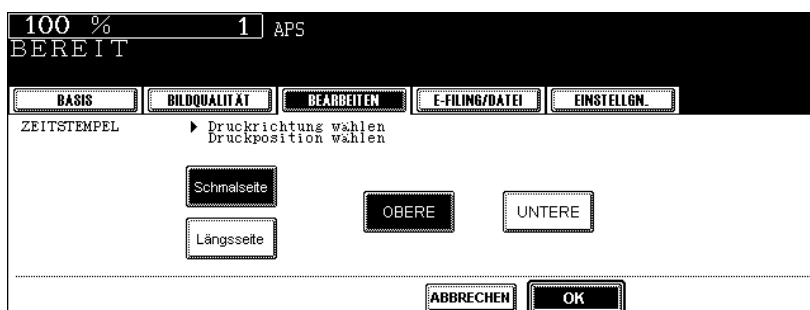 100 % 1 APS
BEREIT
BASIS BILDQUALITÄT BEARBEITEN E-FILING/DATEI EINSTELLGN.
ZEITSTEMPEL ▶ Druckrichtung wählen
Druckposition wählen
Schmalseite
OBERE UNTERE
Längsseite
ABBRECHEN OK